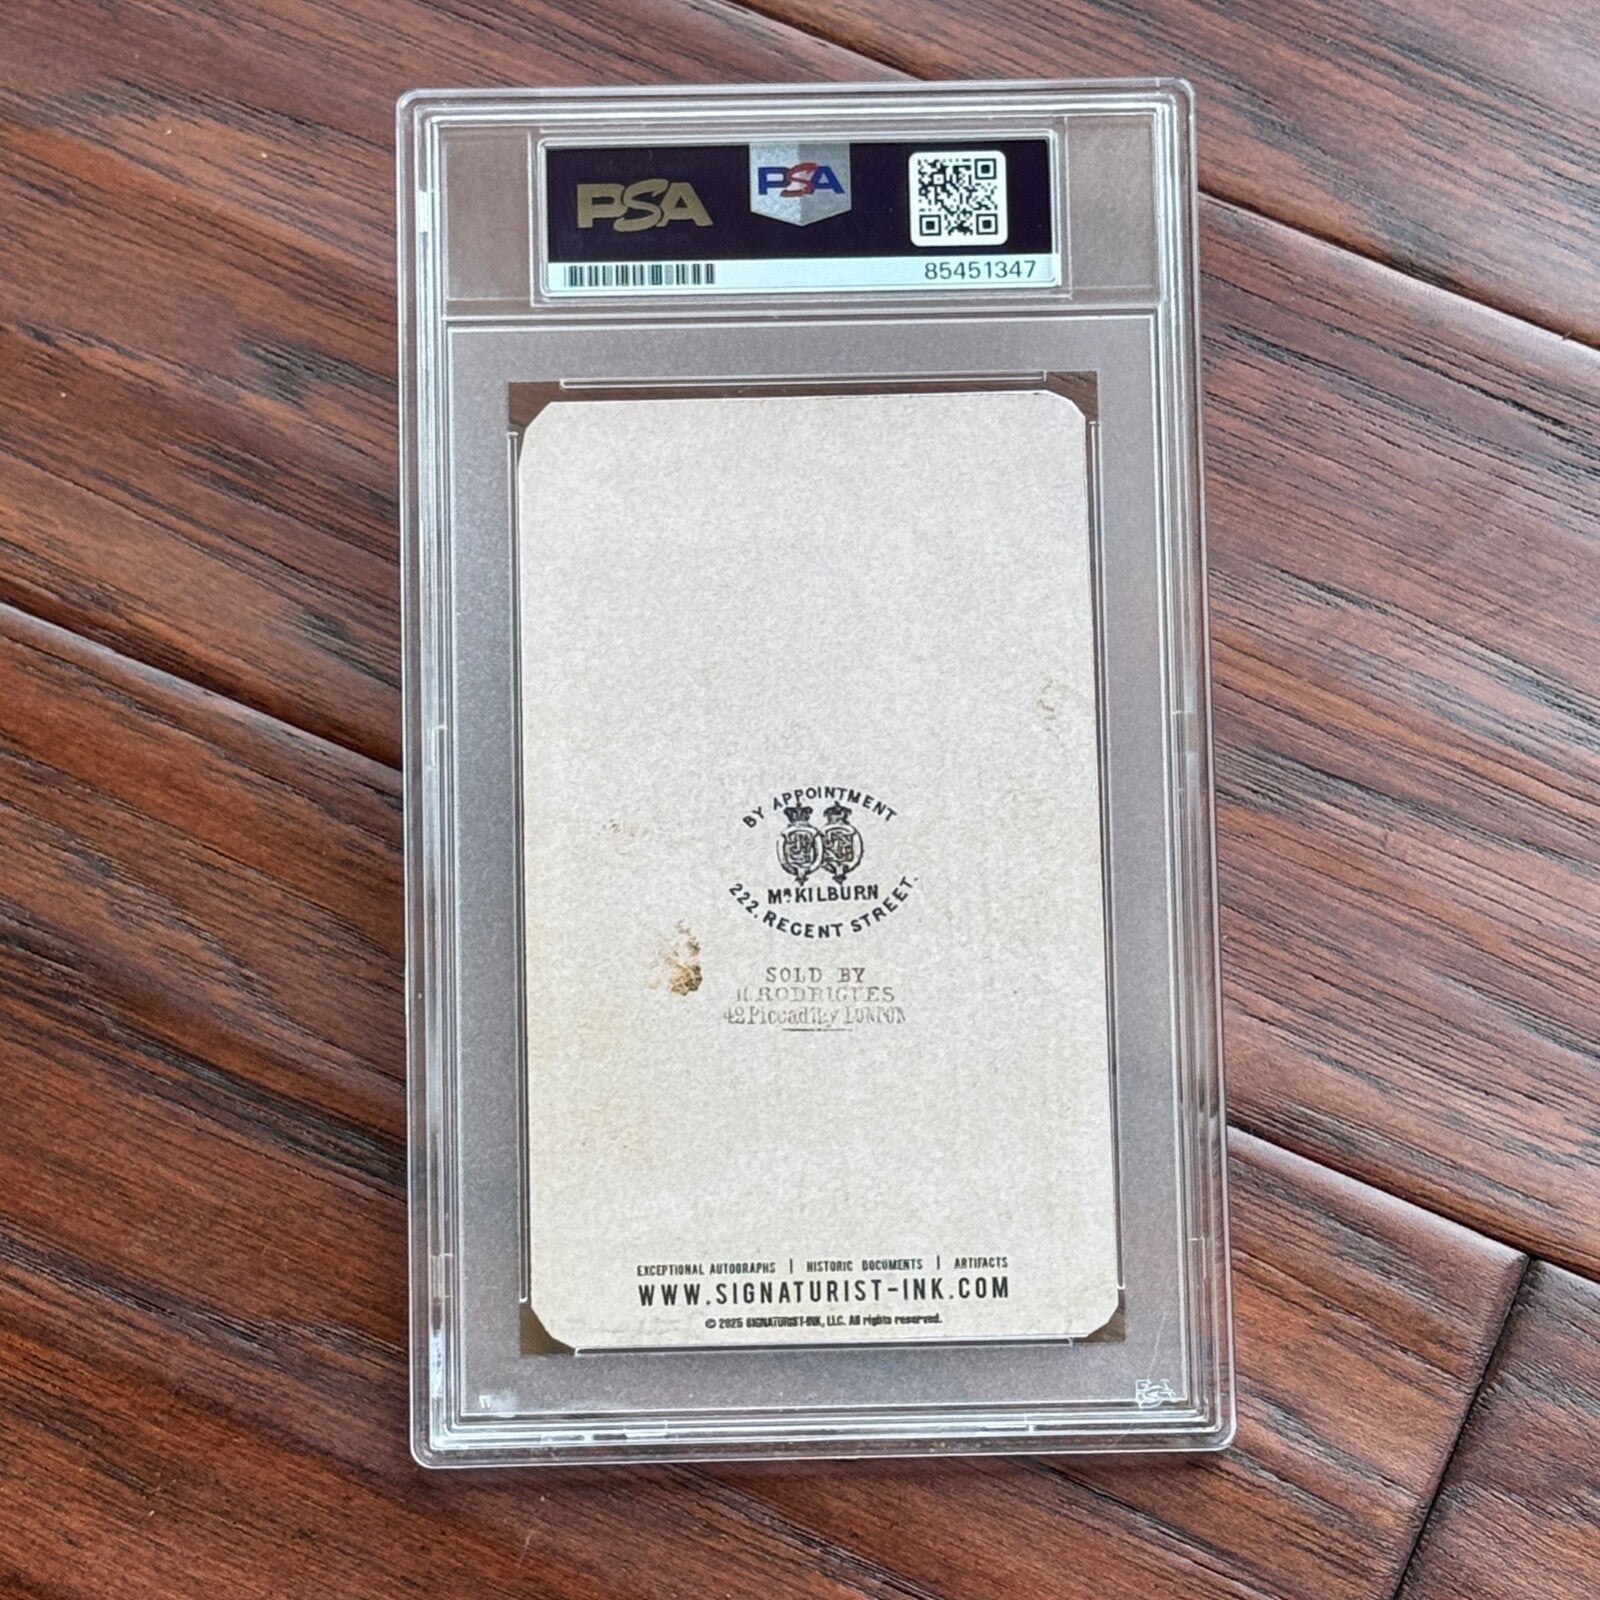 PSA
PSA
85451347
BY APPOINTMENT
Mr KILBURN
222, REGENT STREET.
SOLD BY
H. RODRIGUES
42 Piccadilly LONDON
EXCEPTIONAL AUTOGRAPHS | HISTORIC DOCUMENTS | ARTIFACTS
WWW.SIGNATURIST-INK.COM
© 2025 SIGNATURIST-INK, LLC. All rights reserved.